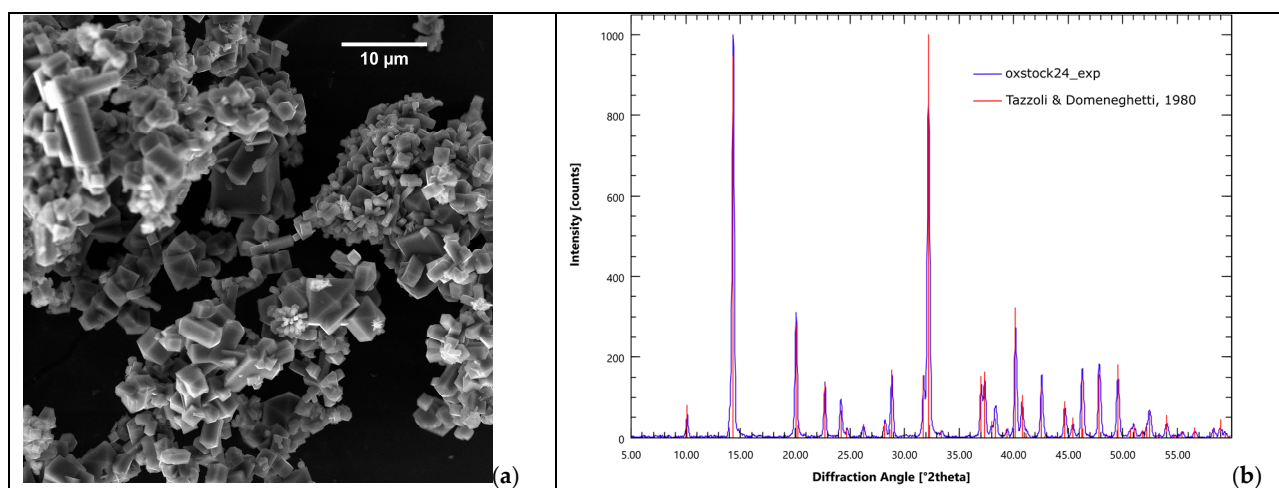 10 µm
(a)
1000
800
600
400
200
0
Intensity [counts]
oxstock24_exp
Tazzoli & Domeneghetti, 1980
5.00 10.00 15.00 20.00 25.00 30.00 35.00 40.00 45.00 50.00 55.00
Diffraction Angle [°2theta]
(b)